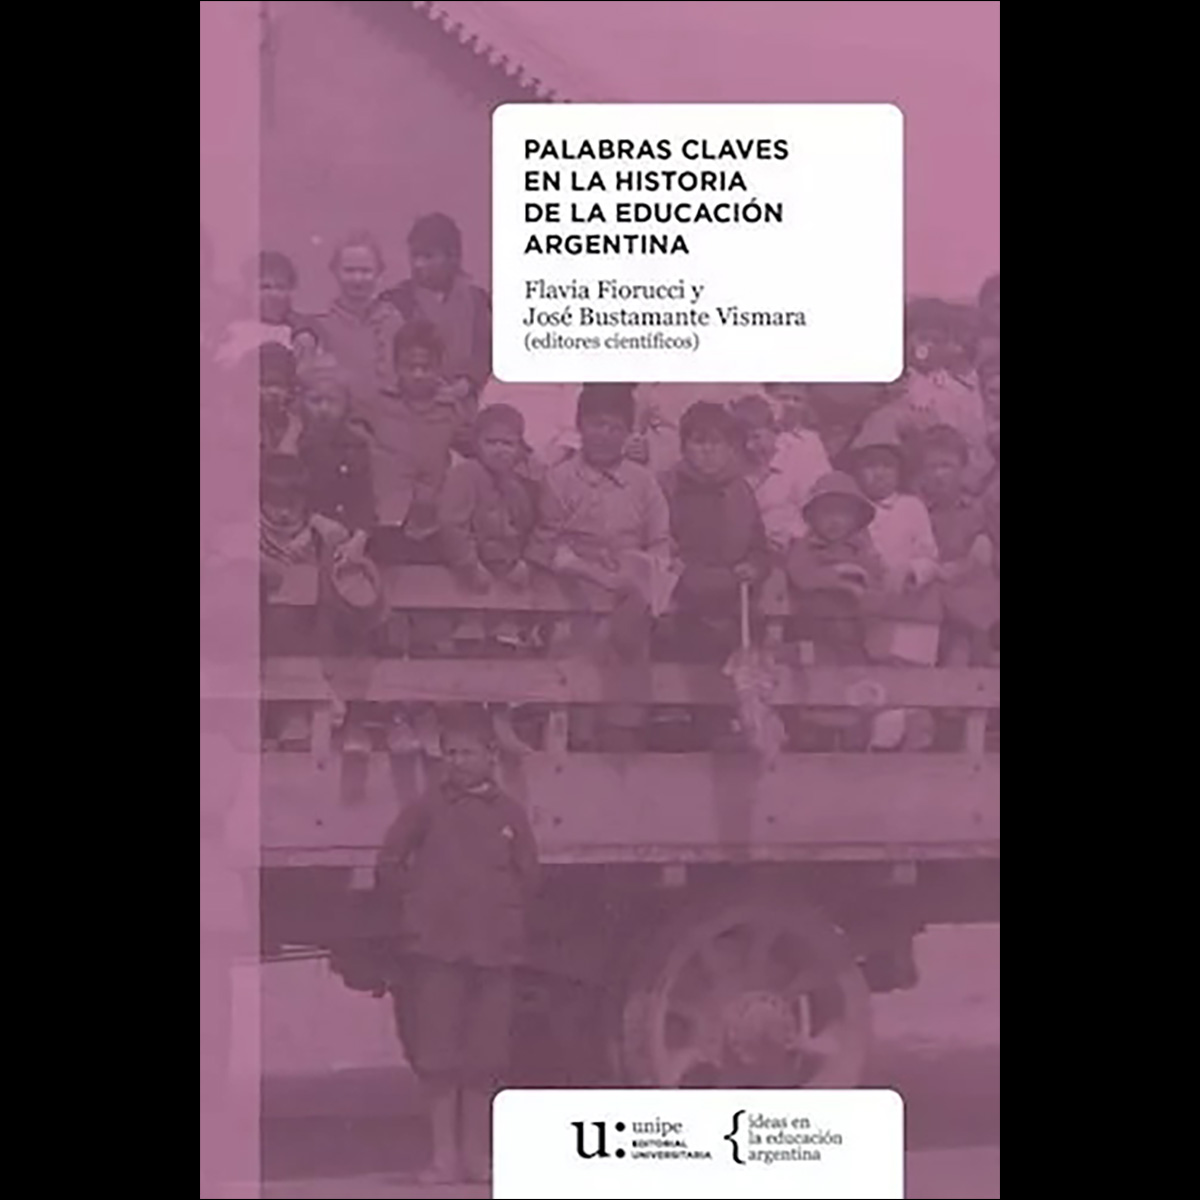 PALABRAS CLAVES
EN LA HISTORIA
DE LA EDUCACIÓN
ARGENTINA
Flavia Fiorucci y
José Bustamante Vismara
(editores científicos)
u: unipe
EDITORIAL
UNIVERSITARIA
{ ideas en
la educación
argentina